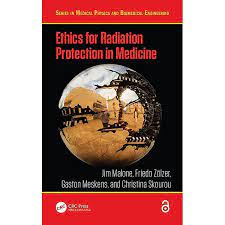 Series in Medical Physics and Biomedical Engineering
Ethics for Radiation
Protection in Medicine
Jim Malone, Friedo Zölzer,
Gaston Meskens, and Christina Skourou
CRC Press